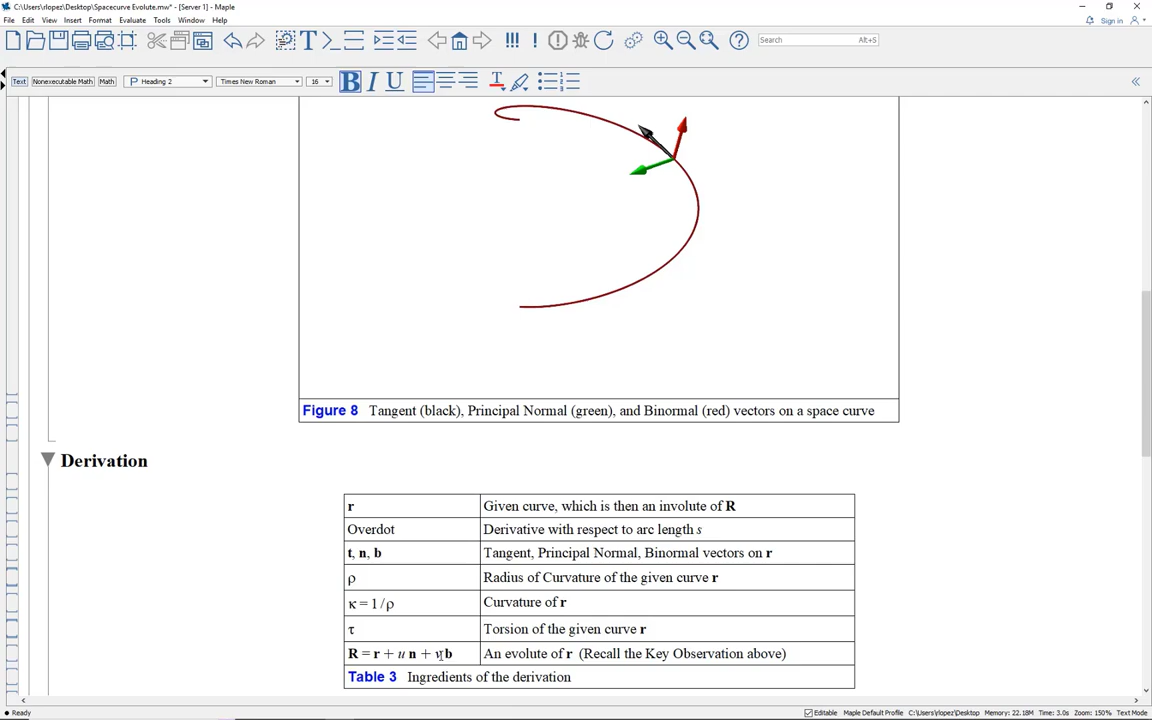 C:\Users\rlopez\Desktop\Spacecurve Evolute.mw* - [Server 1] - Maple
File Edit View Insert Format Evaluate Tools Window Help
Sign in
Search Alt+S
Text Nonexecutable Math Math P Heading 2 Times New Roman 16 B I U
Figure 8 Tangent (black), Principal Normal (green), and Binormal (red) vectors on a space curve
Derivation
r Given curve, which is then an involute of R
Overdot Derivative with respect to arc length s
t, n, b Tangent, Principal Normal, Binormal vectors on r
ρ Radius of Curvature of the given curve r
κ = 1/ρ Curvature of r
τ Torsion of the given curve r
R = r + u n + v b An evolute of r (Recall the Key Observation above)
Table 3 Ingredients of the derivation
Ready Editable Maple Default Profile C:\Users\rlopez\Desktop Memory: 22.18M Time: 3.0s Zoom: 150% Text Mode